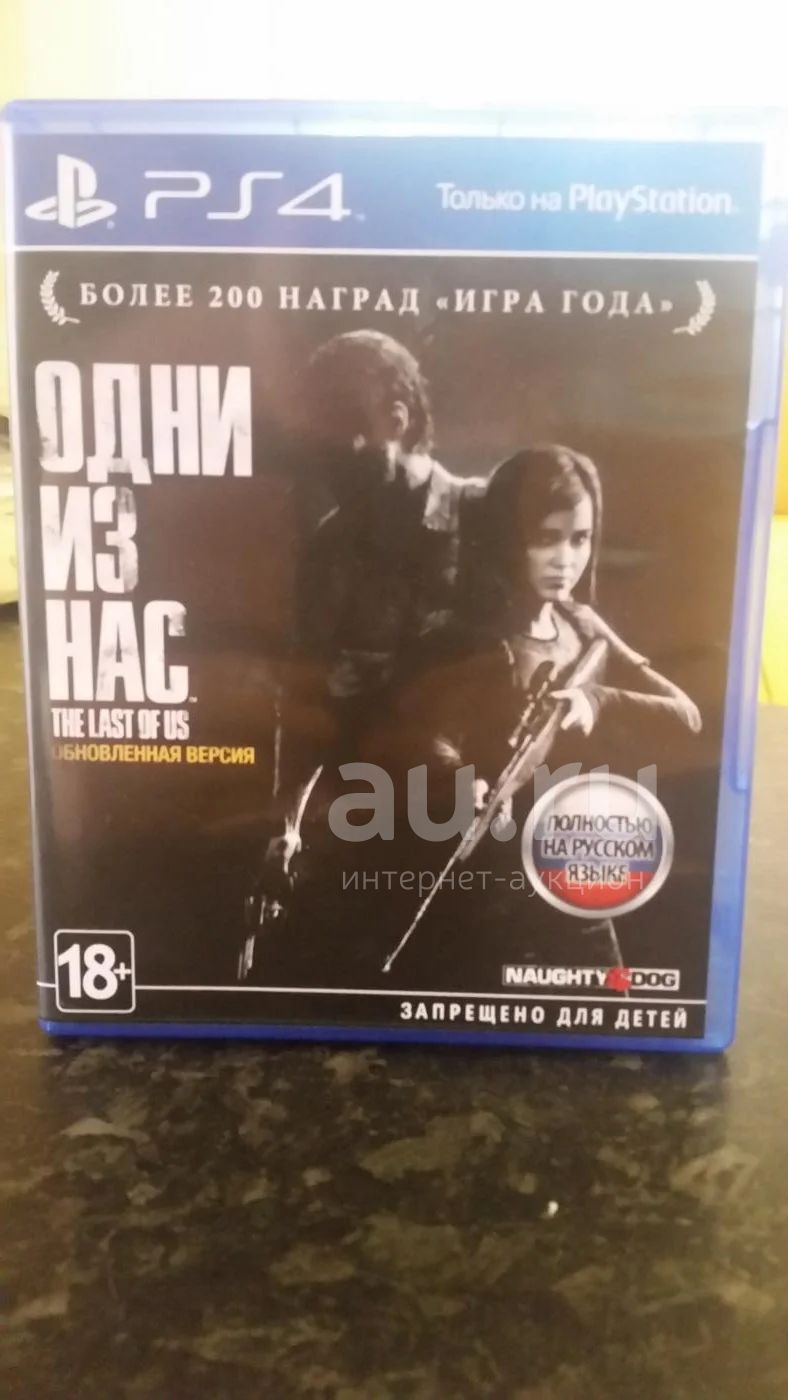 PS4
Только на PlayStation
БОЛЕЕ 200 НАГРАД «ИГРА ГОДА»
ОДНИ
ИЗ
НАС
THE LAST OF US
ОБНОВЛЕННАЯ ВЕРСИЯ
au.ru
интернет-аукцион
ПОЛНОСТЬЮ
НА РУССКОМ
ЯЗЫКЕ
18+
NAUGHTY DOG
ЗАПРЕЩЕНО ДЛЯ ДЕТЕЙ